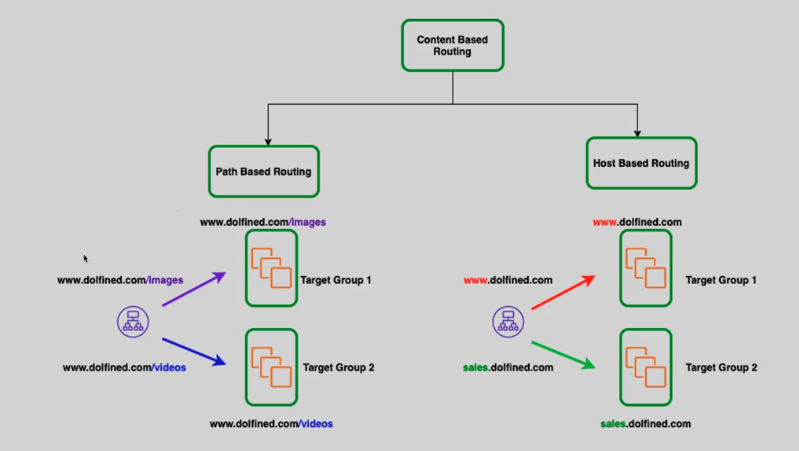 Content Based
Routing
Path Based Routing
Host Based Routing
www.dolfined.com/images
www.dolfined.com/images
Target Group 1
www.dolfined.com/videos
Target Group 2
www.dolfined.com/videos
www.dolfined.com
www.dolfined.com
Target Group 1
sales.dolfined.com
Target Group 2
sales.dolfined.com